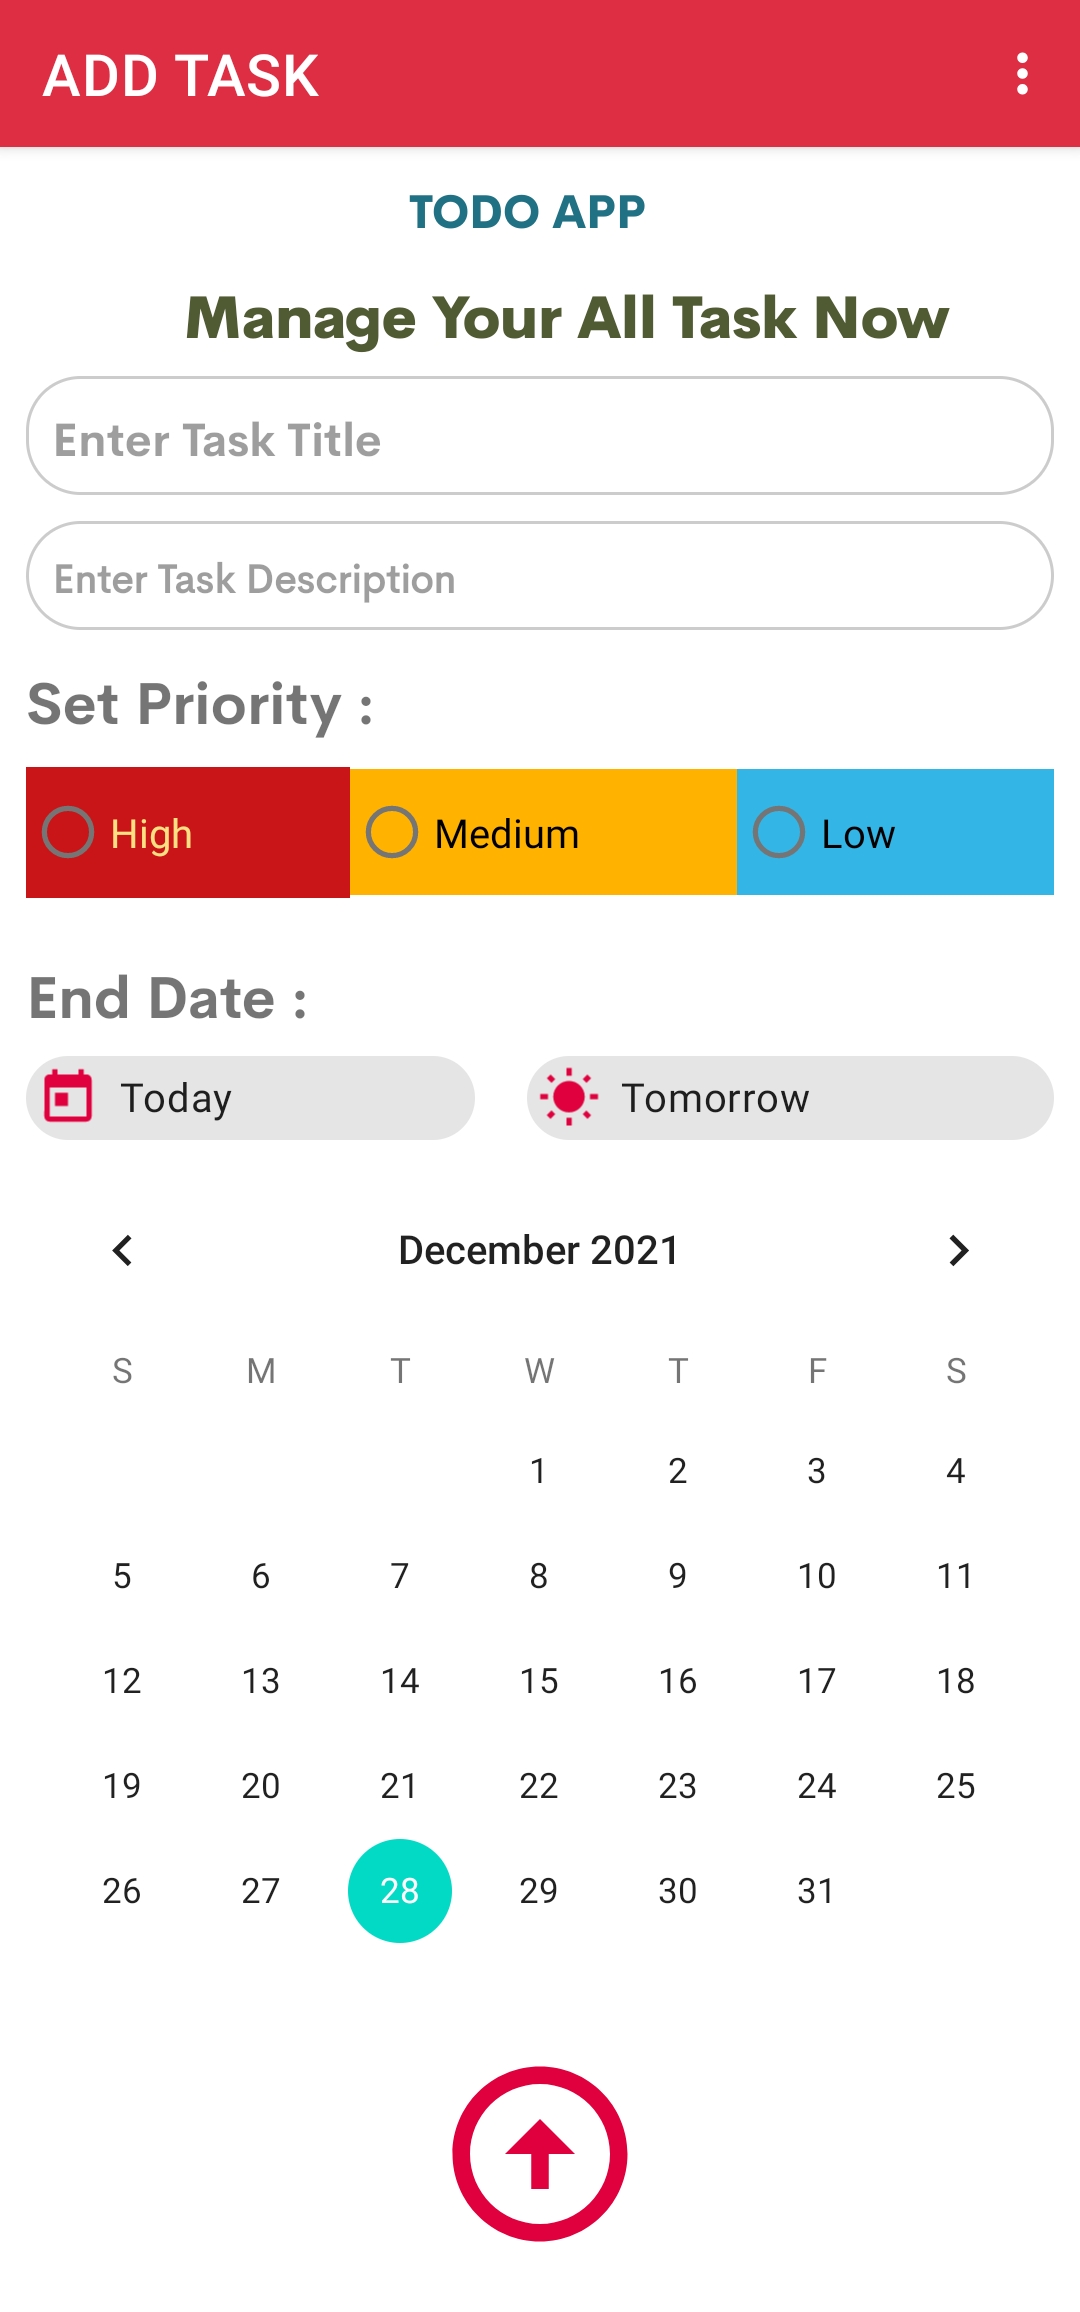 ADD TASK
TODO APP
Manage Your All Task Now
Enter Task Title
Enter Task Description
Set Priority :
High Medium Low
End Date :
Today Tomorrow
December 2021
S M T W T F S
1 2 3 4
5 6 7 8 9 10 11
12 13 14 15 16 17 18
19 20 21 22 23 24 25
26 27 28 29 30 31